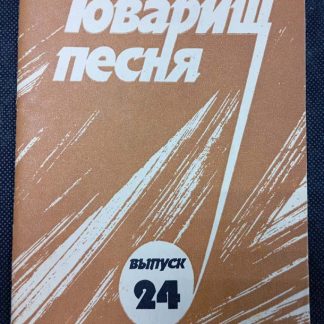 Товарищ
песня
выпуск
24